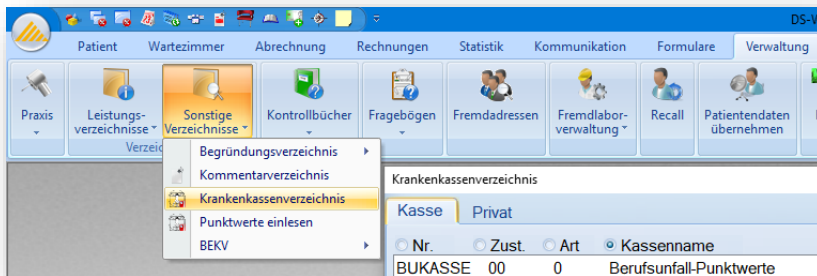 DS-V
Patient Wartezimmer Abrechnung Rechnungen Statistik Kommunikation Formulare Verwaltung
Praxis Leistungs- Sonstige Kontrollbücher Fragebögen Fremdadressen Fremdlabor- Recall Patientendaten
verzeichnisse Verzeichnisse verwaltung übernehmen
Verzeic
Begründungsverzeichnis
Kommentarverzeichnis
Krankenkassenverzeichnis
Krankenkassenverzeichnis
Punktwerte einlesen
BEKV
Kasse Privat
Nr. Zust. Art Kassenname
BUKASSE 00 0 Berufsunfall-Punktwerte